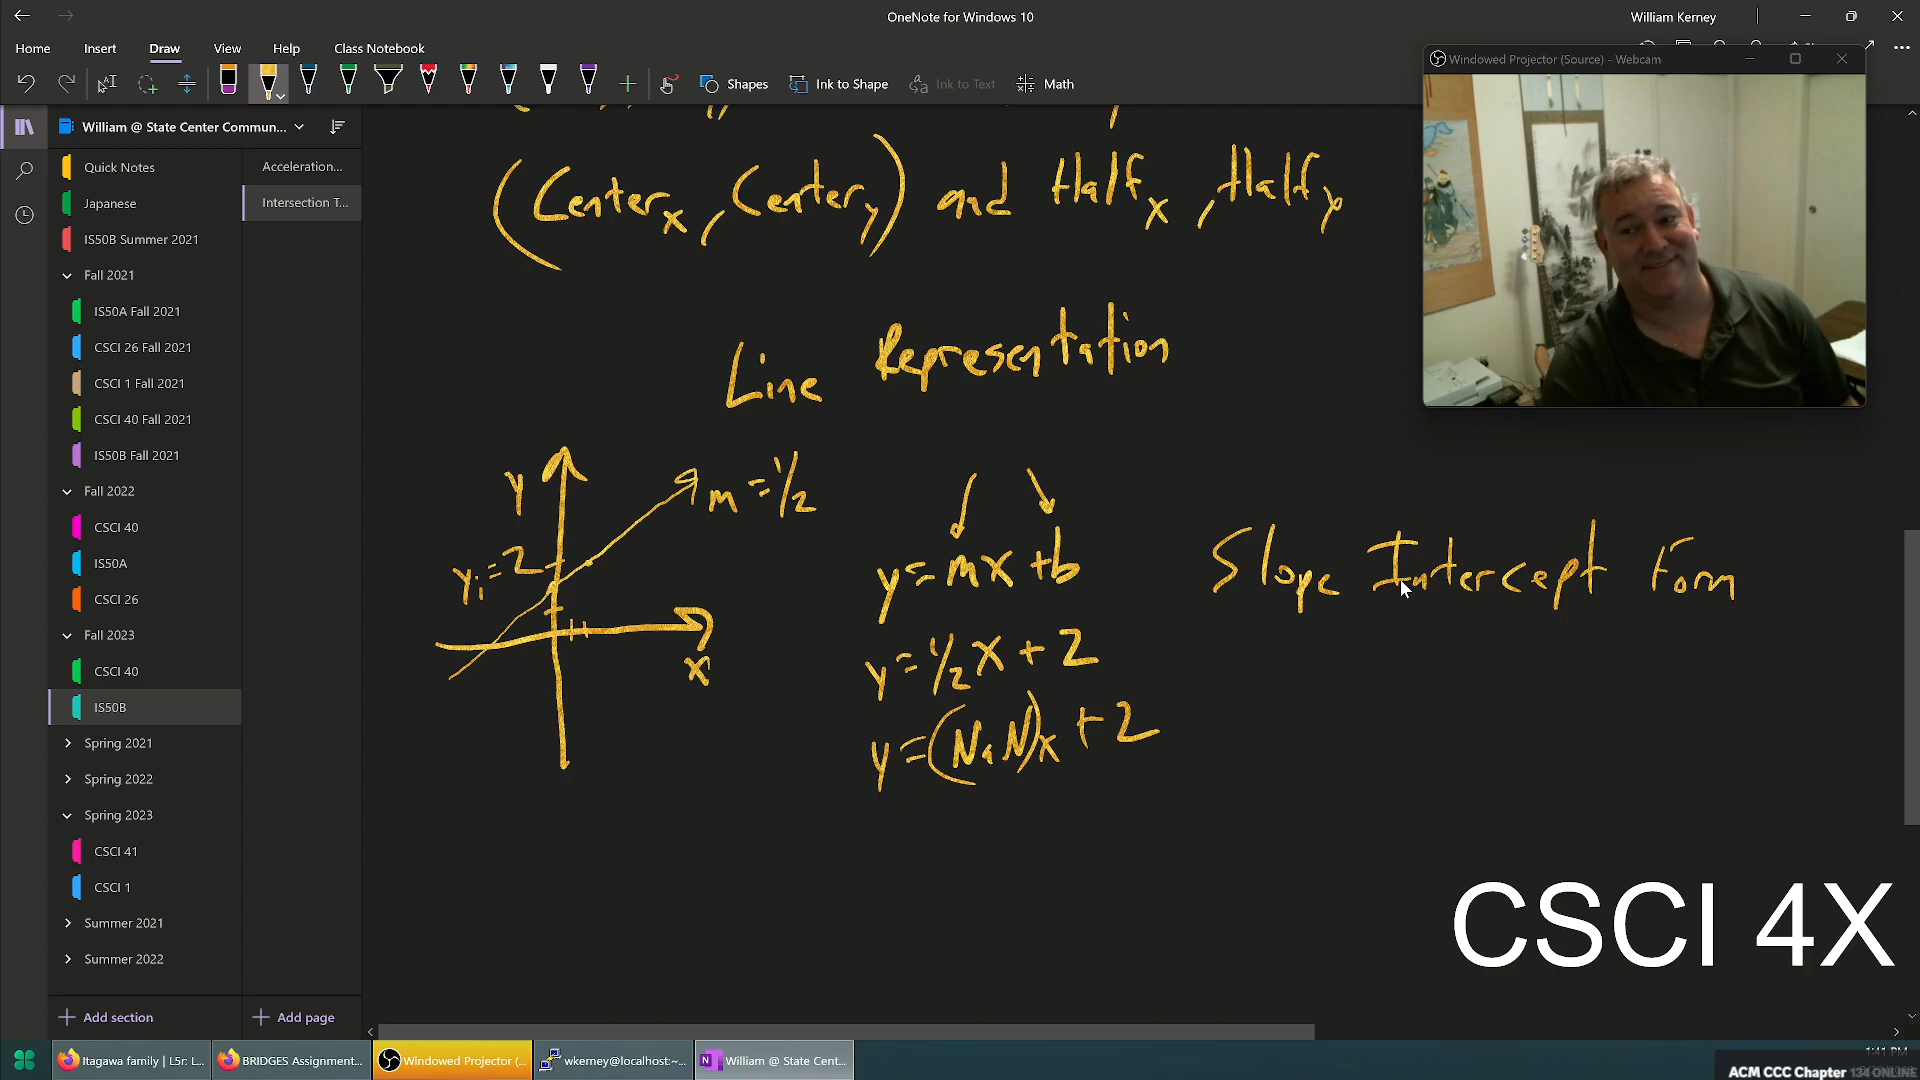 OneNote for Windows 10
William Kerney
Home Insert Draw View Help Class Notebook
Shapes Ink to Shape Ink to Text Math
Windowed Projector (Source) - Webcam
William @ State Center Commun...
Quick Notes
Japanese
IS50B Summer 2021
Fall 2021
IS50A Fall 2021
CSCI 26 Fall 2021
CSCI 1 Fall 2021
CSCI 40 Fall 2021
IS50B Fall 2021
Fall 2022
CSCI 40
IS50A
CSCI 26
Fall 2023
CSCI 40
IS50B
Spring 2021
Spring 2022
Spring 2023
CSCI 41
CSCI 1
Summer 2021
Summer 2022
Add section
Acceleration...
Intersection T...
Add page
(Centerx, Centery) and Halfx, Halfy
Line Representation
y
m = 1/2
yi = 2
x
y = mx + b
Slope Intercept Form
y = 1/2 x + 2
y = (NaN)x + 2
CSCI 4X
Itagawa family | L5r: L...
BRIDGES Assignment...
Windowed Projector (...
wkerney@localhost:~...
William @ State Cent...
1:41 PM
ACM CCC Chapter 134 ONLINE